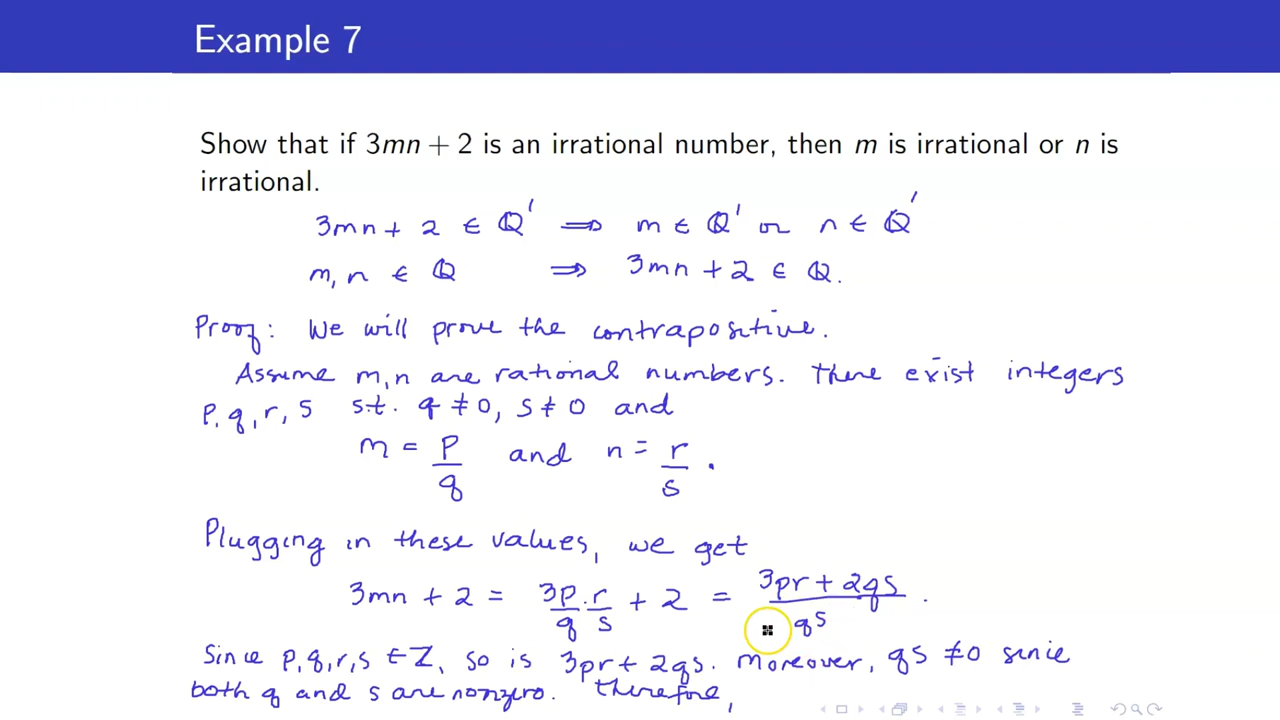 Example 7
Show that if 3mn + 2 is an irrational number, then m is irrational or n is
irrational.
3mn + 2 ∈ ℚ' ⟹ m ∈ ℚ' or n ∈ ℚ'
m, n ∈ ℚ ⟹ 3mn + 2 ∈ ℚ.
Proof: We will prove the contrapositive.
Assume m,n are rational numbers. There exist integers
p, q, r, s st. q ≠ 0, s ≠ 0 and
m = p/q and n = r/s.
Plugging in these values, we get
3mn + 2 = 3p/q · r/s + 2 = (3pr + 2qs)/qs.
Since p,q,r,s ∈ ℤ, so is 3pr + 2qs. Moreover, qs ≠ 0 since
both q and s are nonzero. Therefore,